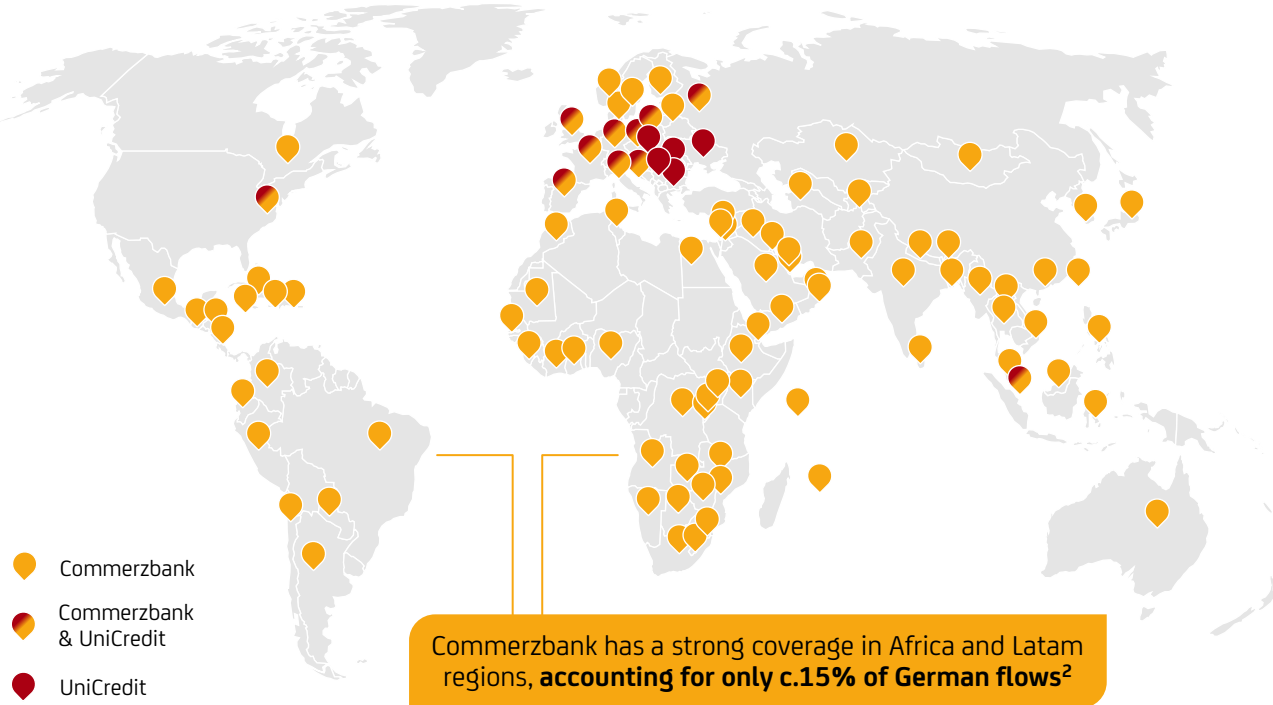 Commerzbank
Commerzbank
& UniCredit
UniCredit
Commerzbank has a strong coverage in Africa and Latam
regions, accounting for only c.15% of German flows²